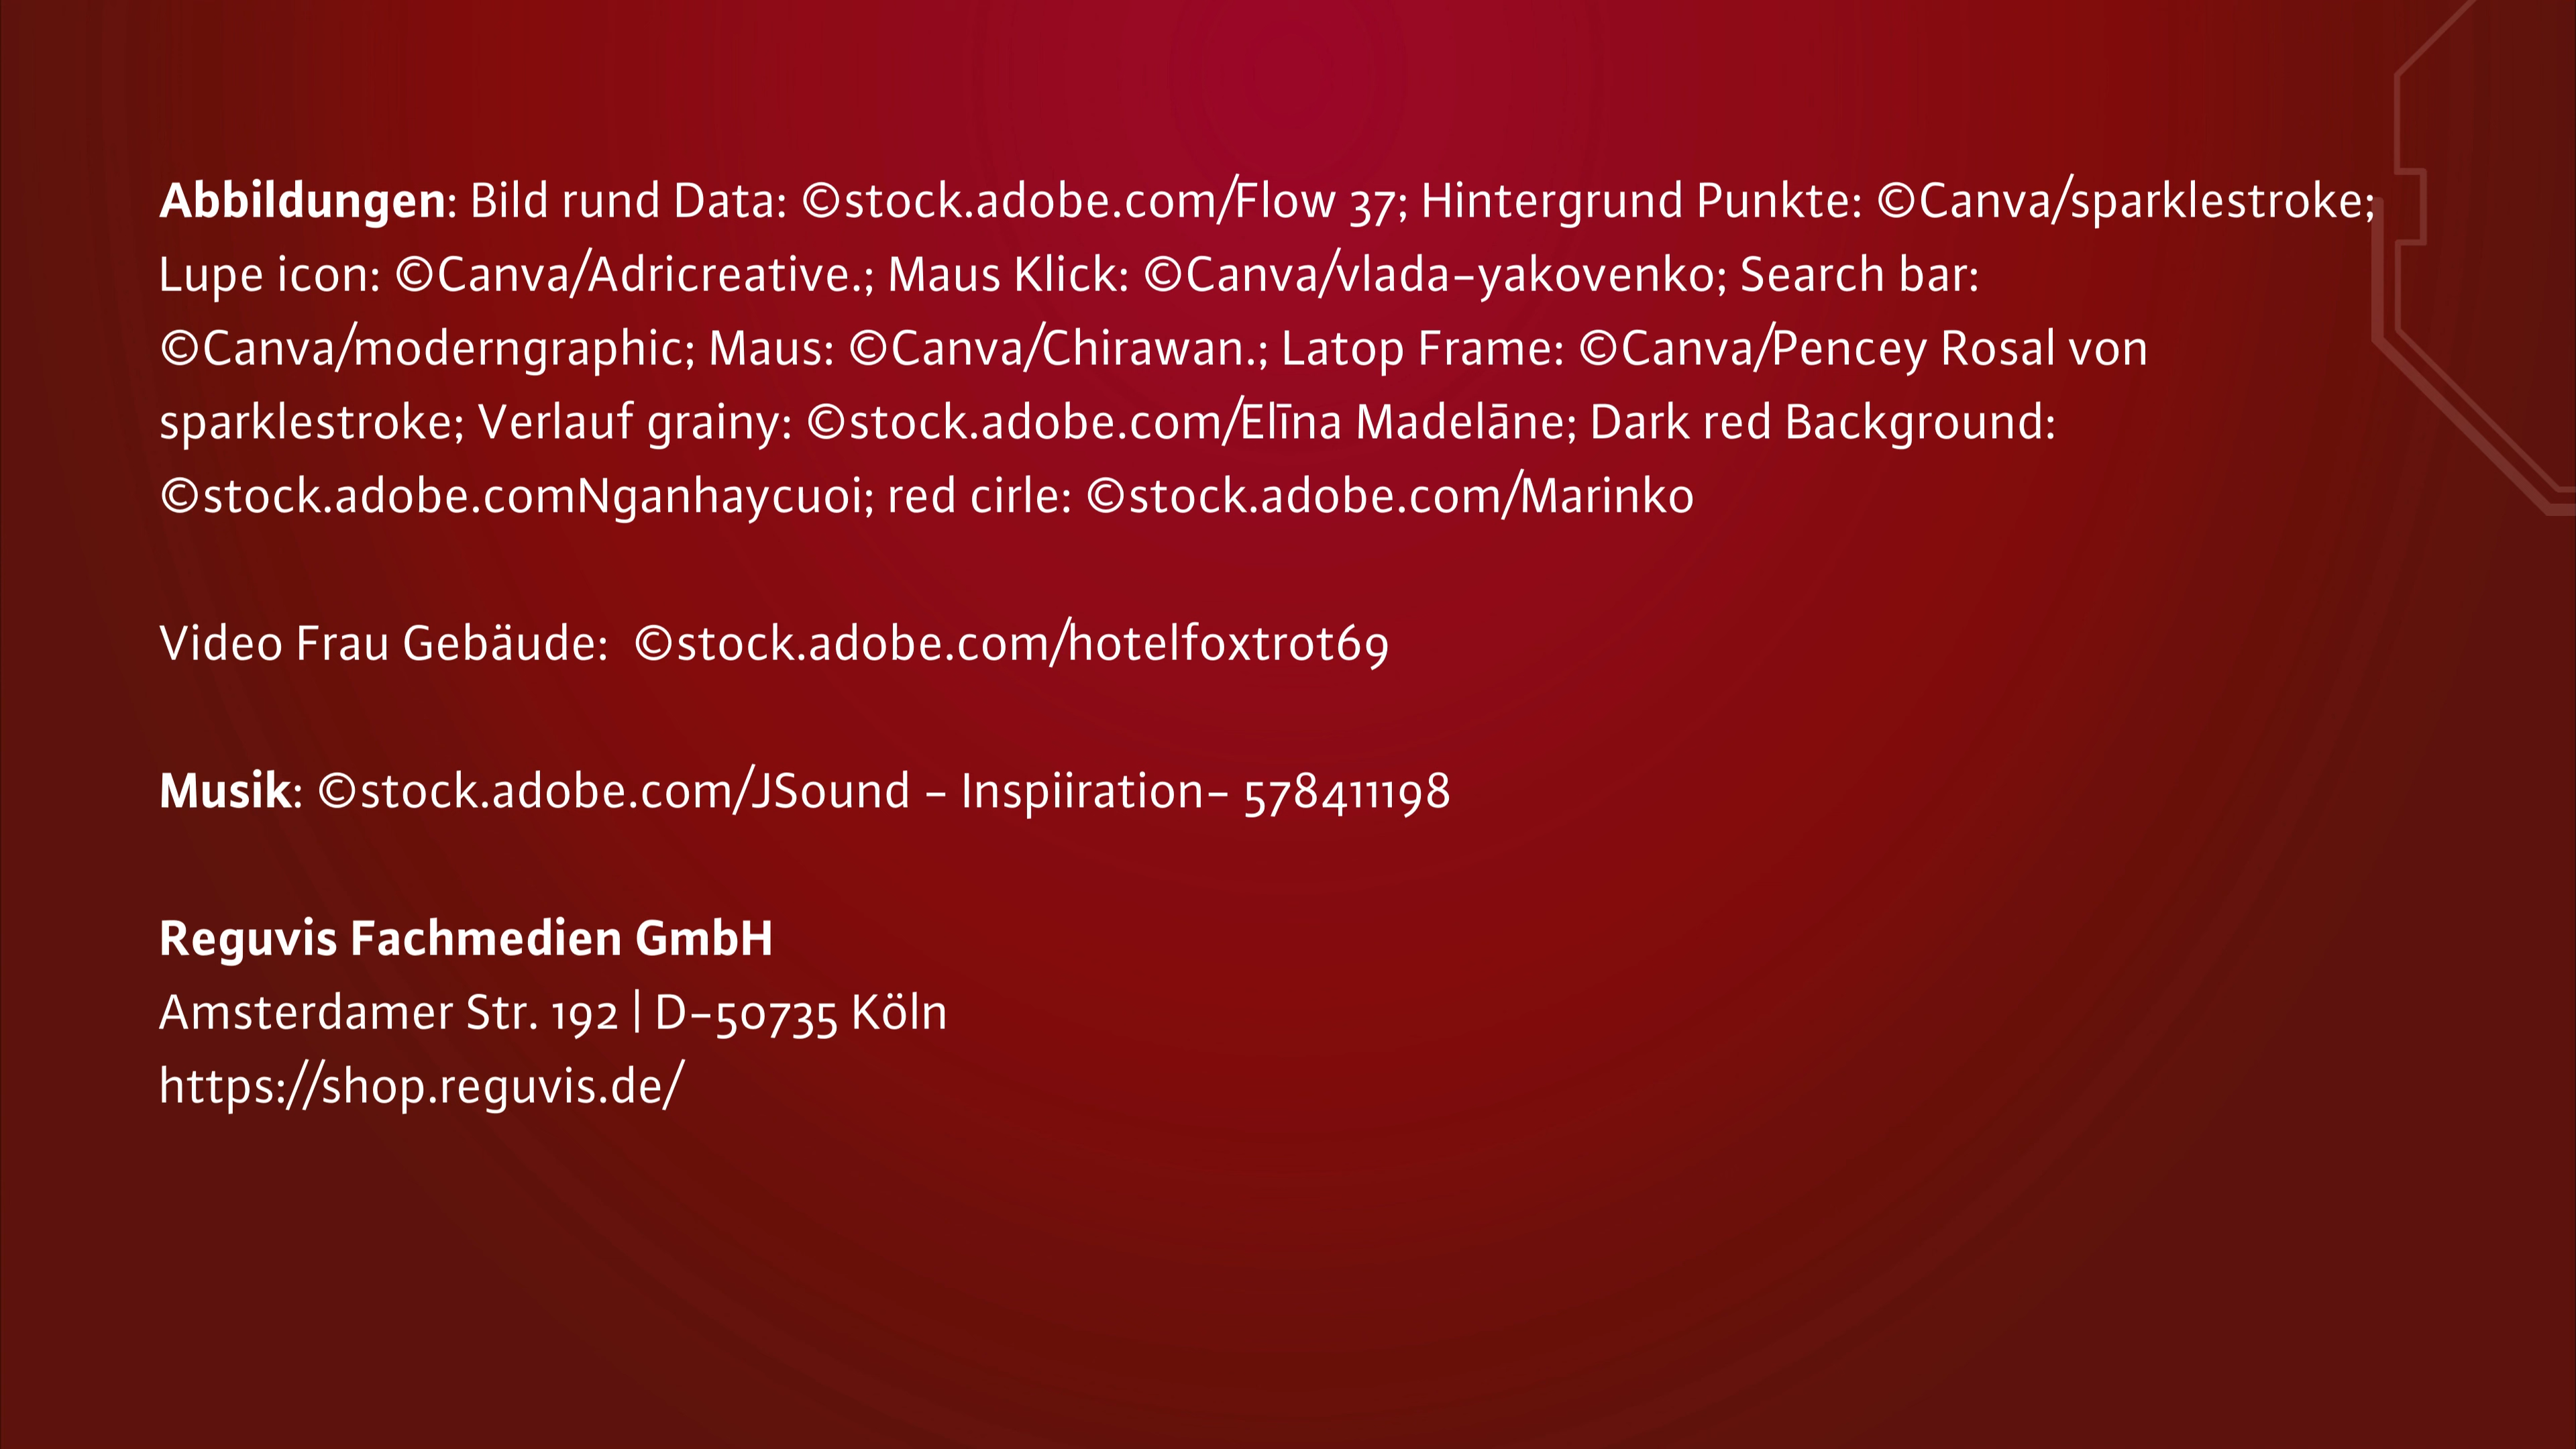 Abbildungen: Bild rund Data: ©stock.adobe.com/Flow 37; Hintergrund Punkte: ©Canva/sparklestroke;
Lupe icon: ©Canva/Adricreative.; Maus Klick: ©Canva/vlada-yakovenko; Search bar:
©Canva/moderngraphic; Maus: ©Canva/Chirawan.; Latop Frame: ©Canva/Pencey Rosal von
sparklestroke; Verlauf grainy: ©stock.adobe.com/Elīna Madelāne; Dark red Background:
©stock.adobe.comNganhaycuoi; red cirle: ©stock.adobe.com/Marinko
Video Frau Gebäude:  ©stock.adobe.com/hotelfoxtrot69
Musik: ©stock.adobe.com/JSound - Inspiiration- 578411198
Reguvis Fachmedien GmbH
Amsterdamer Str. 192 | D-50735 Köln
https://shop.reguvis.de/